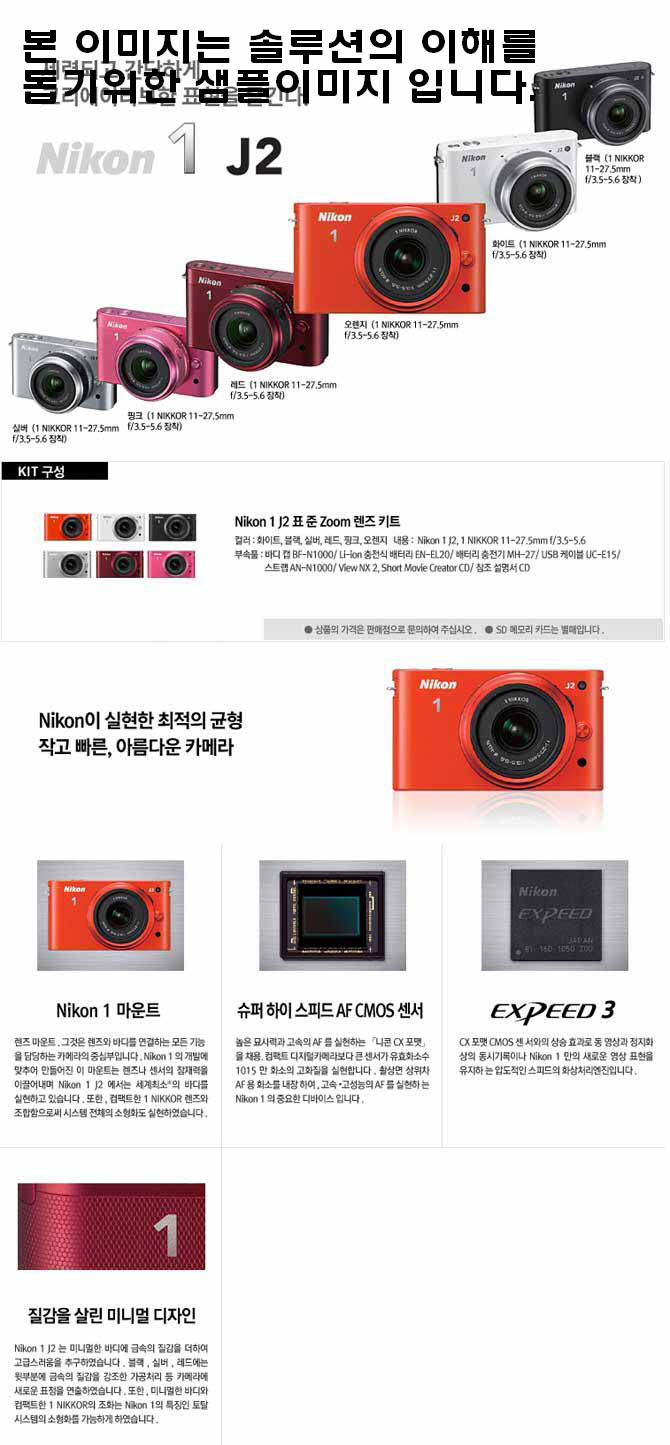 본 이미지는 솔루션의 이해를
돕기위한 샘플이미지 입니다.
Nikon 1 J2
블랙 (1 NIKKOR
11-27.5mm
f/3.5-5.6 장착)
화이트 (1 NIKKOR 11-27.5mm
f/3.5-5.6 장착)
오렌지 (1 NIKKOR 11-27.5mm
f/3.5-5.6 장착)
레드 (1 NIKKOR 11-27.5mm
f/3.5-5.6 장착)
핑크 (1 NIKKOR 11-27.5mm
f/3.5-5.6 장착)
실버 (1 NIKKOR 11-27.5mm
f/3.5-5.6 장착)
KIT 구성
Nikon 1 J2 표 준 Zoom 렌즈 키트
컬러 : 화이트, 블랙, 실버, 레드, 핑크, 오렌지 내용 : Nikon 1 J2, 1 NIKKOR 11-27.5mm f/3.5-5.6
부속품 : 바디 캡 BF-N1000/ Li-ion 충전식 배터리 EN-EL20/ 배터리 충전기 MH-27/ USB 케이블 UC-E15/
스트랩 AN-N1000/ View NX 2, Short Movie Creator CD/ 참조 설명서 CD
● 상품의 가격은 판매점으로 문의하여 주십시오 . ● SD 메모리 카드는 별매입니다 .
Nikon이 실현한 최적의 균형
작고 빠른, 아름다운 카메라
Nikon
J2
1
Nikon
EXPEED
JAPAN
Nikon 1 마운트
렌즈 마운트 . 그것은 렌즈와 바디를 연결하는 모든 기능
을 담당하는 카메라의 중심부입니다 . Nikon 1 의 개발에
맞추어 만들어진 이 마운트는 렌즈나 센서의 잠재력을
이끌어내며 Nikon 1 J2 에서는 세계최소※의 바디를
실현하고 있습니다 . 또한 , 컴팩트한 1 NIKKOR 렌즈와
조합함으로써 시스템 전체의 소형화도 실현하였습니다 .
슈퍼 하이 스피드 AF CMOS 센서
높은 묘사력과 고속의 AF 를 실현하는 「니콘 CX 포맷」
을 채용. 컴팩트 디지털카메라보다 큰 센서가 유효화소수
1015 만 화소의 고화질을 실현합니다 . 촬상면 상위차
AF 용 화소를 내장 하여 , 고속 •고성능의 AF 를 실현하 는
Nikon 1 의 중요한 디바이스 입니다 .
EXPEED 3
CX 포맷 CMOS 센 서와의 상승 효과로 동 영상과 정지화
상의 동시기록이나 Nikon 1 만의 새로운 영상 표현을
유지하 는 압도적인 스피드의 화상처리엔진입니다 .
1
질감을 살린 미니멀 디자인
Nikon 1 J2 는 미니멀한 바디에 금속의 질감을 더하여
고급스러움을 추구하였습니다 . 블랙 , 실버 , 레드에는
윗부분에 금속의 질감을 강조한 가공처리 등 카메라에
새로운 표정을 연출하였습니다 . 또한 , 미니멀한 바디와
컴팩트한 1 NIKKOR의 조화는 Nikon 1의 특징인 토탈
시스템의 소형화를 가능하게 하였습니다 .